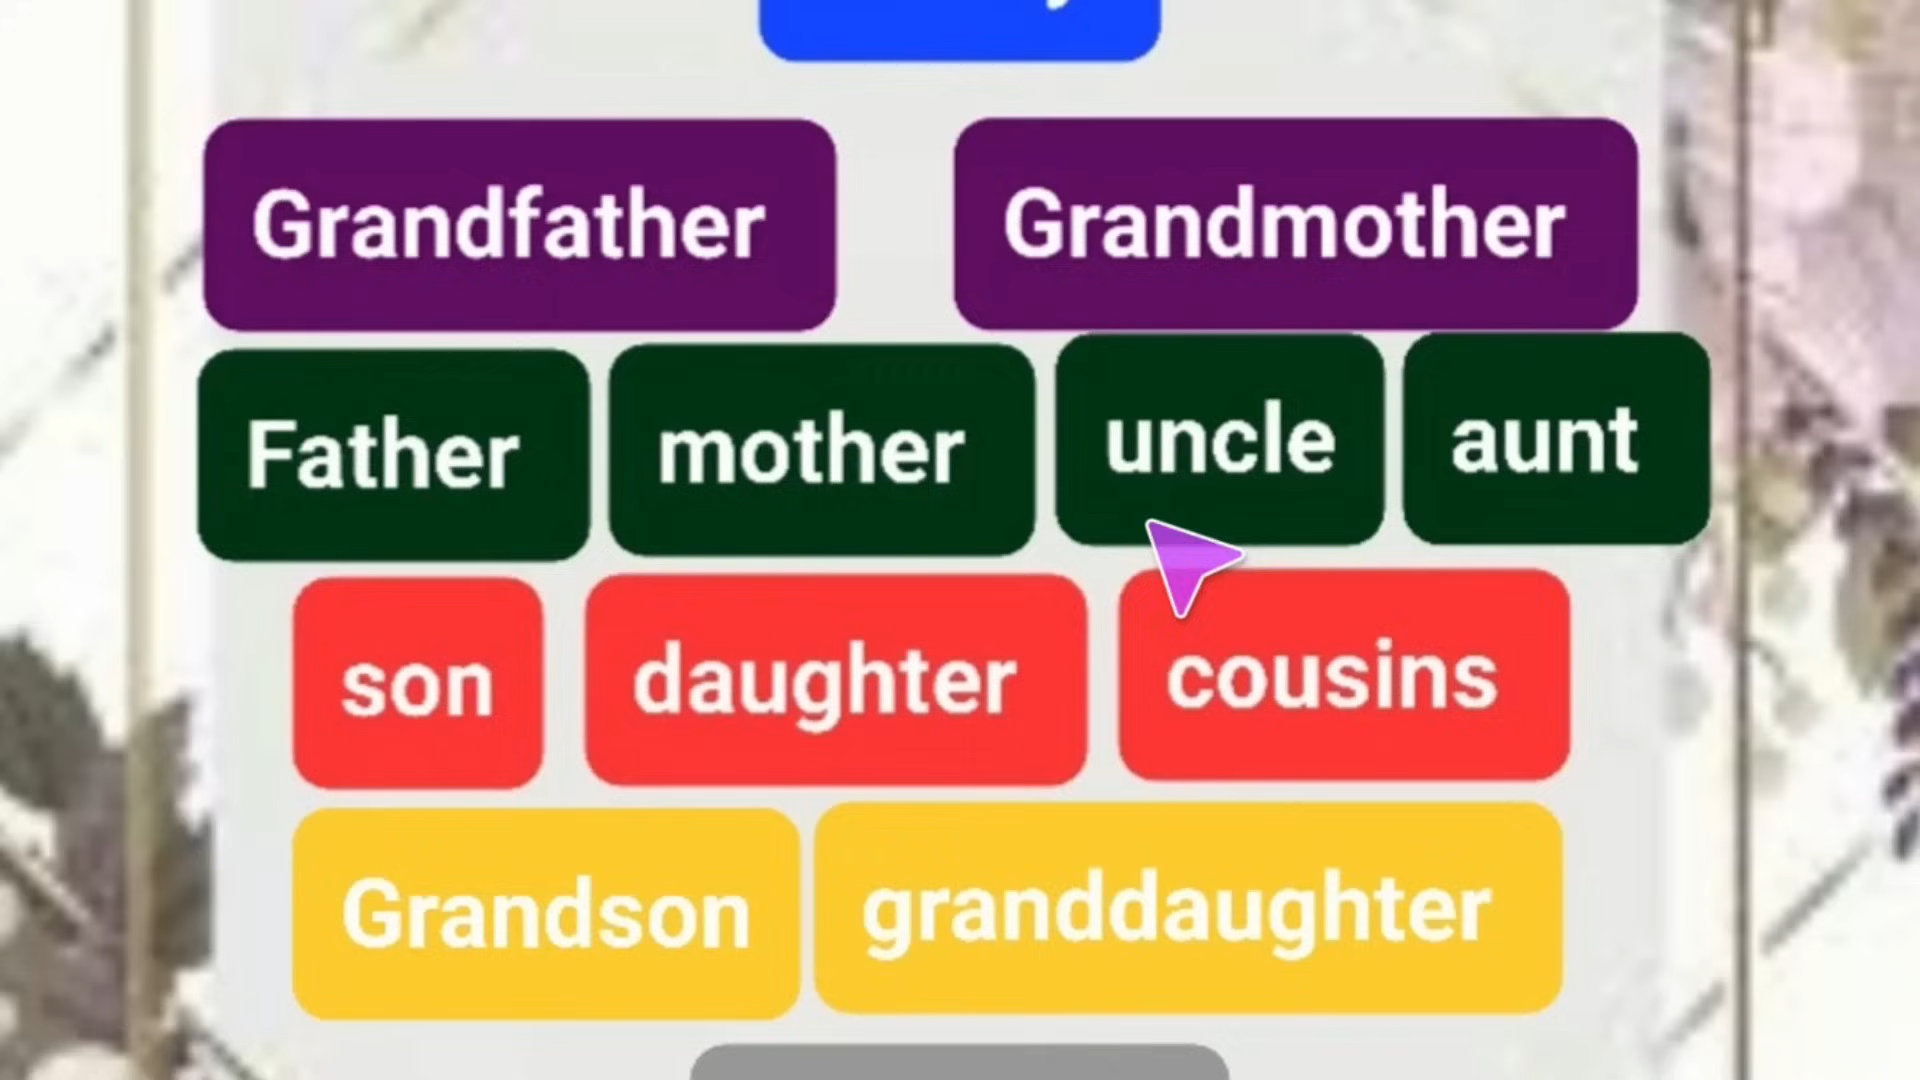 Grandfather Grandmother
Father mother uncle aunt
son daughter cousins
Grandson granddaughter